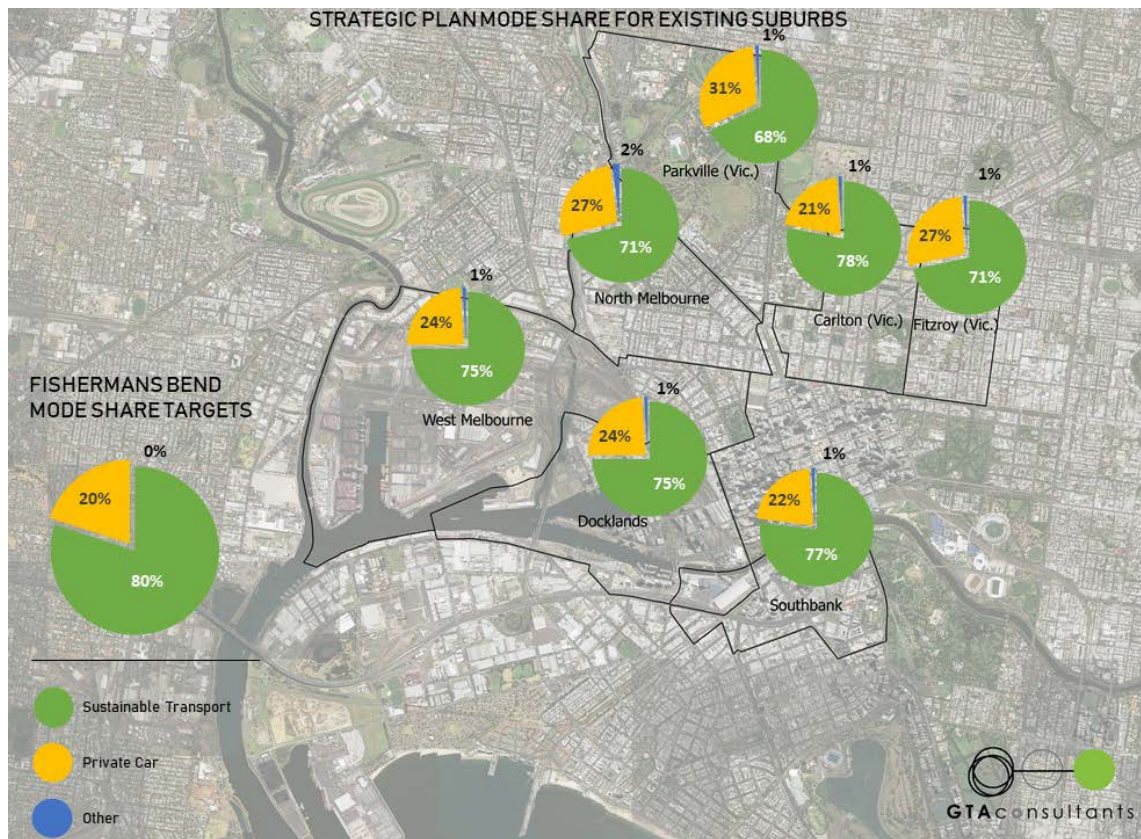 STRATEGIC PLAN MODE SHARE FOR EXISTING SUBURBS
1%
31%
68%
Parkville (Vic.)
2%
27%
71%
North Melbourne
1%
21%
78%
Carlton (Vic.)
1%
27%
71%
Fitzroy (Vic.)
1%
24%
75%
West Melbourne
1%
24%
75%
Docklands
1%
22%
77%
Southbank
FISHERMANS BEND
MODE SHARE TARGETS
0%
20%
80%
Sustainable Transport
Private Car
Other
GTAconsultants